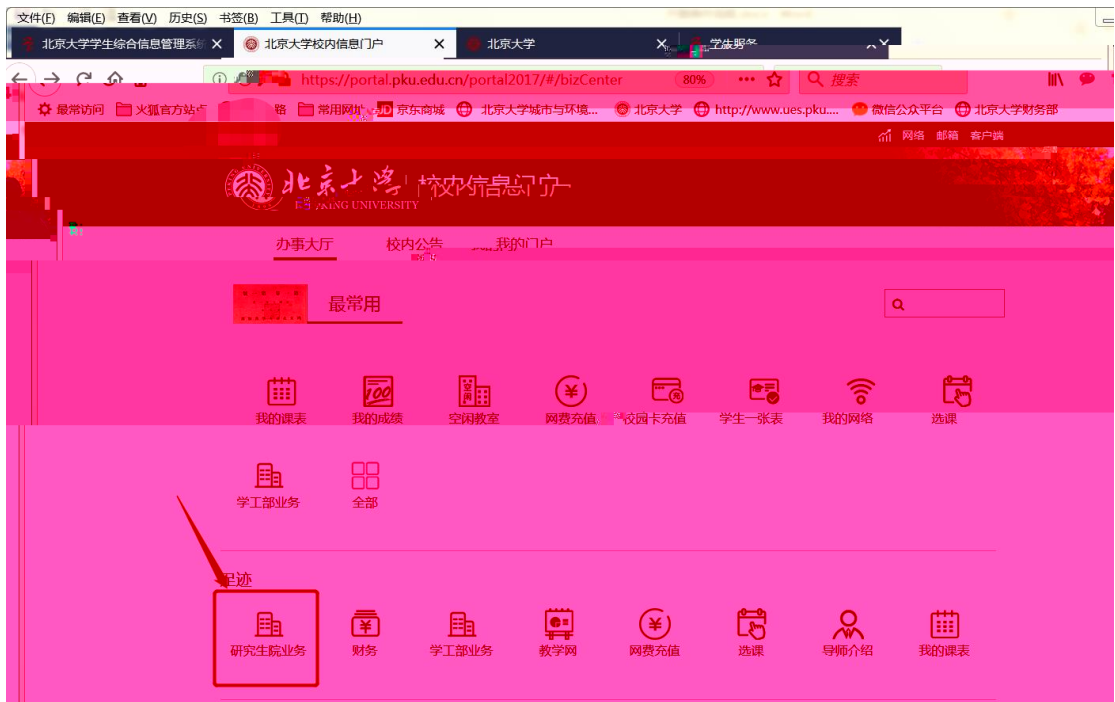 文件(F) 编辑(E) 查看(V) 历史(S) 书签(B) 工具(T) 帮助(H)
北京大学学生综合信息管理系统 北京大学校内信息门户 北京大学
https://portal.pku.edu.cn/portal2017/#/bizCenter 80% 搜索
最常访问 火狐官方站点 常用网址 JD 京东商城 北京大学城市与环境... 北京大学 http://www.ues.pku.... 微信公众平台 北京大学财务部
网络 邮箱 客户端
北京大学 校内信息门户
UNIVERSITY
办事大厅 校内公告 我的门户
最常用
我的课表 我的成绩 空闲教室 网费充值 校园卡充值 学生一张表 我的网络 选课
学工部业务 全部
足迹
研究生院业务 财务 学工部业务 教学网 网费充值 选课 导师介绍 我的课表